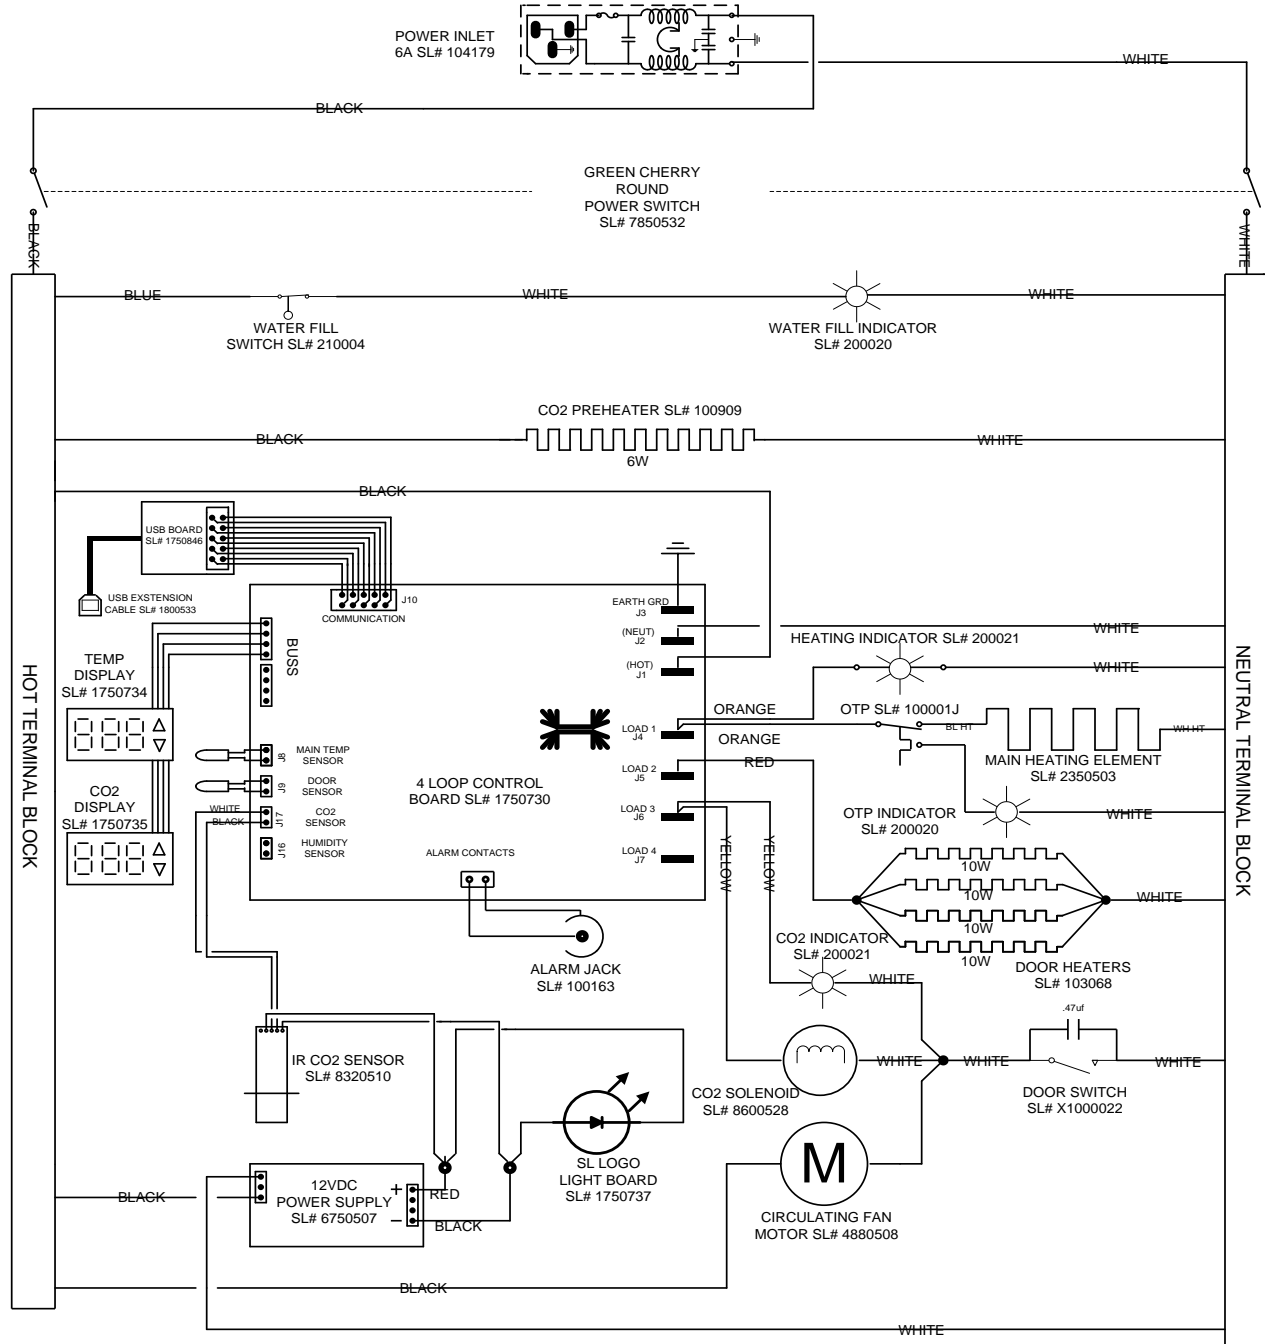 POWER INLET
6A SL# 104179
WHITE
BLACK
GREEN CHERRY
ROUND
POWER SWITCH
SL# 7850532
BLACK
WHITE
BLUE
WHITE
WHITE
WATER FILL
SWITCH SL# 210004
WATER FILL INDICATOR
SL# 200020
CO2 PREHEATER SL# 100909
BLACK
WHITE
6W
BLACK
USB BOARD
SL# 1750846
USB EXSTENSION
CABLE SL# 1800533
J10
COMMUNICATION
EARTH GRD
J3
(NEUT)
J2
(HOT)
J1
WHITE
HEATING INDICATOR SL# 200021
WHITE
BUSS
TEMP
DISPLAY
SL# 1750734
HOT TERMINAL BLOCK
NEUTRAL TERMINAL BLOCK
ORANGE
LOAD 1
J4
ORANGE
OTP SL# 100001J
BL HT
WH HT
MAIN HEATING ELEMENT
SL# 2350503
J8
MAIN TEMP
SENSOR
J9
DOOR
SENSOR
LOAD 2
J5
RED
4 LOOP CONTROL
BOARD SL# 1750730
CO2
DISPLAY
SL# 1750735
WHITE
BLACK
J17
CO2
SENSOR
LOAD 3
J6
OTP INDICATOR
SL# 200020
WHITE
J16
HUMIDITY
SENSOR
ALARM CONTACTS
LOAD 4
J7
YELLOW
YELLOW
10W
10W
10W
10W
WHITE
DOOR HEATERS
SL# 103068
ALARM JACK
SL# 100163
CO2 INDICATOR
SL# 200021
WHITE
.47uf
IR CO2 SENSOR
SL# 8320510
WHITE
WHITE
WHITE
CO2 SOLENOID
SL# 8600528
DOOR SWITCH
SL# X1000022
SL LOGO
LIGHT BOARD
SL# 1750737
M
CIRCULATING FAN
MOTOR SL# 4880508
BLACK
12VDC
POWER SUPPLY
SL# 6750507
+
−
RED
BLACK
BLACK
WHITE